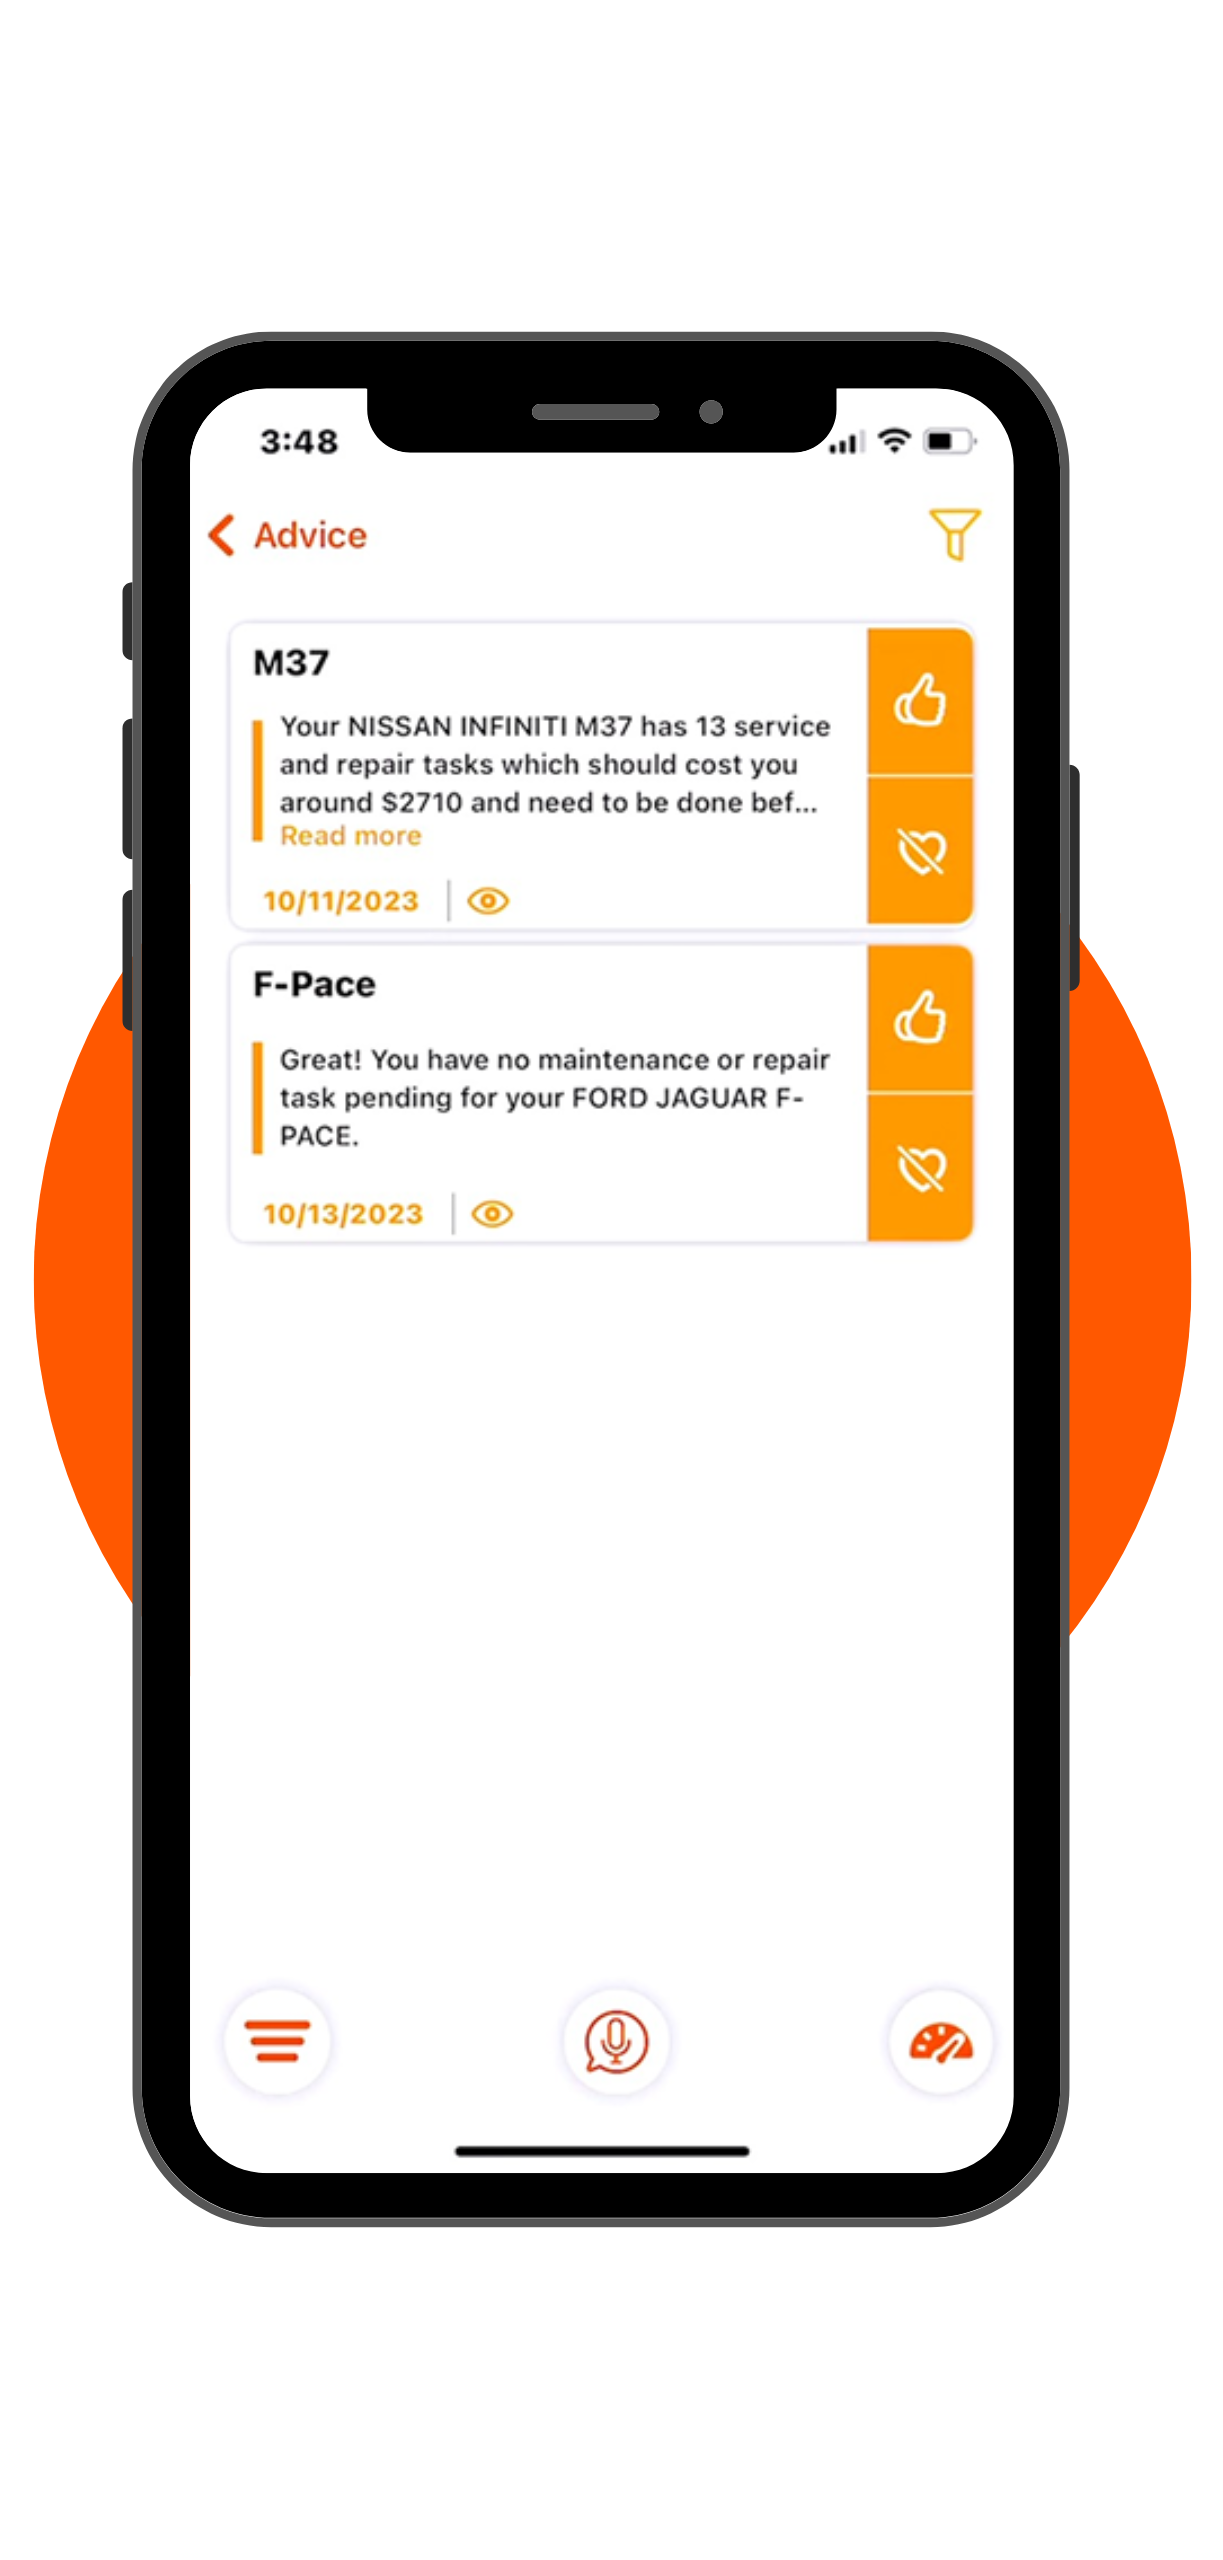 3:48
Advice
M37
Your NISSAN INFINITI M37 has 13 service
and repair tasks which should cost you
around $2710 and need to be done bef...
Read more
10/11/2023
F-Pace
Great! You have no maintenance or repair
task pending for your FORD JAGUAR F-
PACE.
10/13/2023